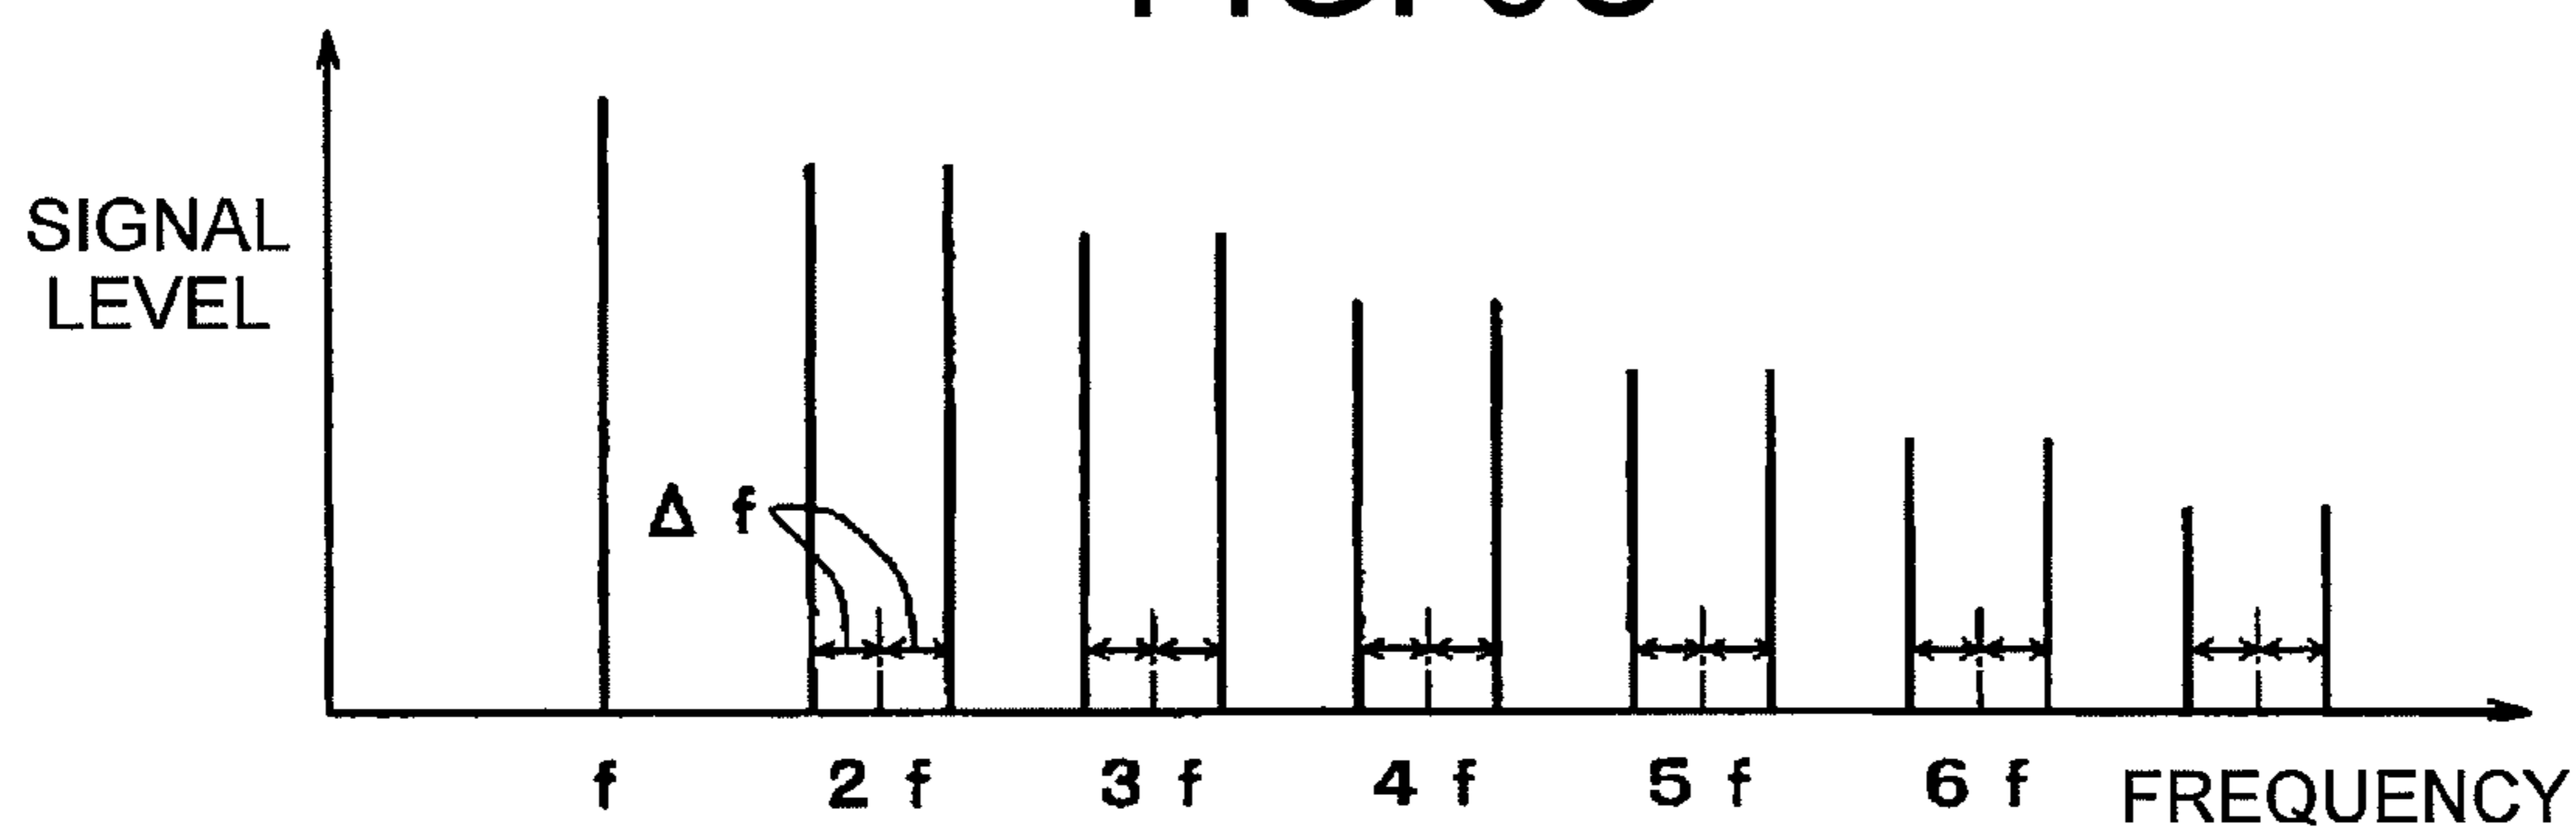 SIGNAL
LEVEL
Δ f
f 2 f 3 f 4 f 5 f 6 f FREQUENCY